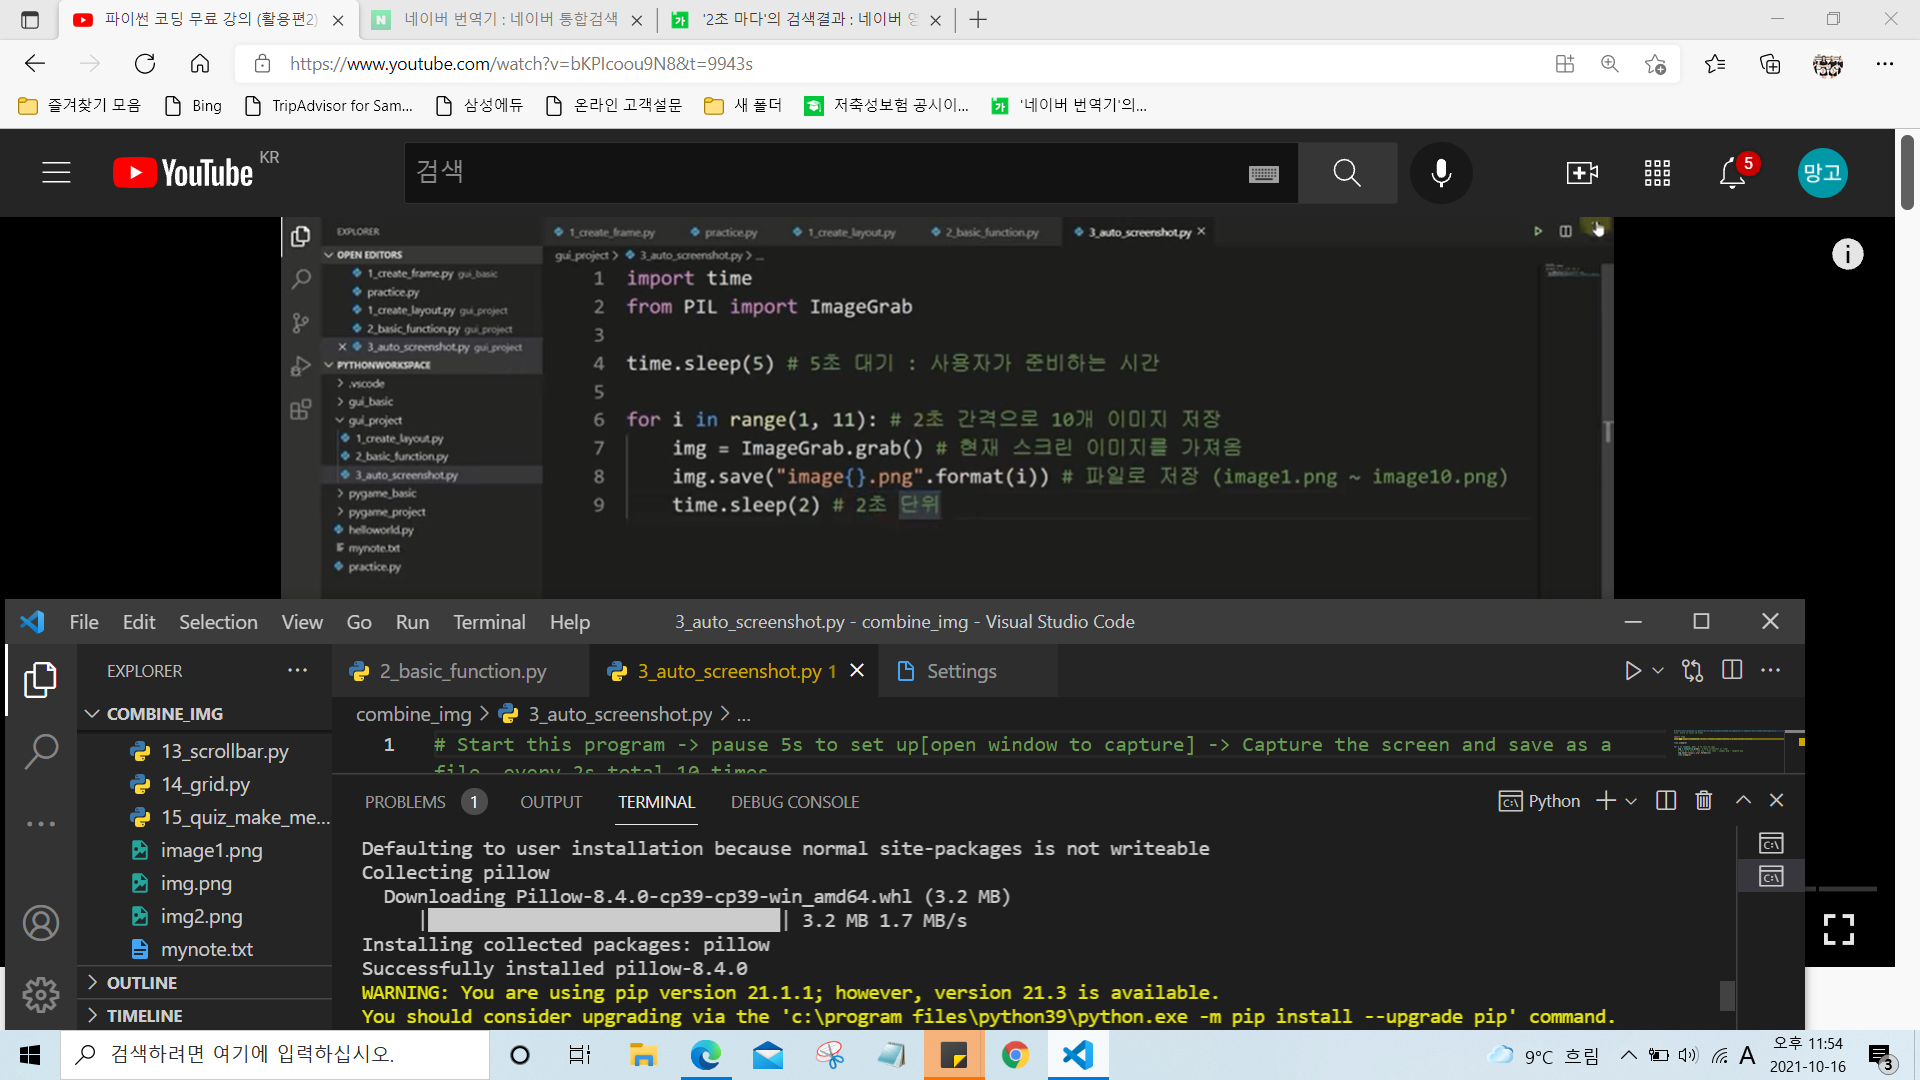 파이썬 코딩 무료 강의 (활용편2)
네이버 번역기 : 네이버 통합검색
'2초 마다'의 검색결과 : 네이버 영
https://www.youtube.com/watch?v=bKPIcoou9N8&t=9943s
즐겨찾기 모음
Bing
TripAdvisor for Sam...
삼성에듀
온라인 고객설문
새 폴더
저축성보험 공시이...
'네이버 번역기'의...
YouTube KR
검색
5
망고
EXPLORER
1_create_frame.py
practice.py
1_create_layout.py
2_basic_function.py
3_auto_screenshot.py
OPEN EDITORS
gui_project > 3_auto_screenshot.py > ...
1_create_frame.py gui_basic
practice.py
1_create_layout.py gui_project
2_basic_function.py gui_project
3_auto_screenshot.py gui_project
PYTHONWORKSPACE
.vscode
gui_basic
gui_project
1_create_layout.py
2_basic_function.py
3_auto_screenshot.py
pygame_basic
pygame_project
helloworld.py
mynote.txt
practice.py
1 import time
2 from PIL import ImageGrab
3
4 time.sleep(5) # 5초 대기 : 사용자가 준비하는 시간
5
6 for i in range(1, 11): # 2초 간격으로 10개 이미지 저장
7 img = ImageGrab.grab() # 현재 스크린 이미지를 가져옴
8 img.save("image{}.png".format(i)) # 파일로 저장 (image1.png ~ image10.png)
9 time.sleep(2) # 2초 단위
File Edit Selection View Go Run Terminal Help
3_auto_screenshot.py - combine_img - Visual Studio Code
EXPLORER
2_basic_function.py
3_auto_screenshot.py 1
Settings
COMBINE_IMG
combine_img > 3_auto_screenshot.py > ...
13_scrollbar.py
14_grid.py
15_quiz_make_me...
image1.png
img.png
img2.png
mynote.txt
OUTLINE
TIMELINE
1 # Start this program -> pause 5s to set up[open window to capture] -> Capture the screen and save as a
file, every 2s total 10 times
PROBLEMS 1
OUTPUT
TERMINAL
DEBUG CONSOLE
Python
Defaulting to user installation because normal site-packages is not writeable
Collecting pillow
Downloading Pillow-8.4.0-cp39-cp39-win_amd64.whl (3.2 MB)
| | 3.2 MB 1.7 MB/s
Installing collected packages: pillow
Successfully installed pillow-8.4.0
WARNING: You are using pip version 21.1.1; however, version 21.3 is available.
You should consider upgrading via the 'c:\program files\python39\python.exe -m pip install --upgrade pip' command.
검색하려면 여기에 입력하십시오.
9°C 흐림
A
오후 11:54
2021-10-16
3